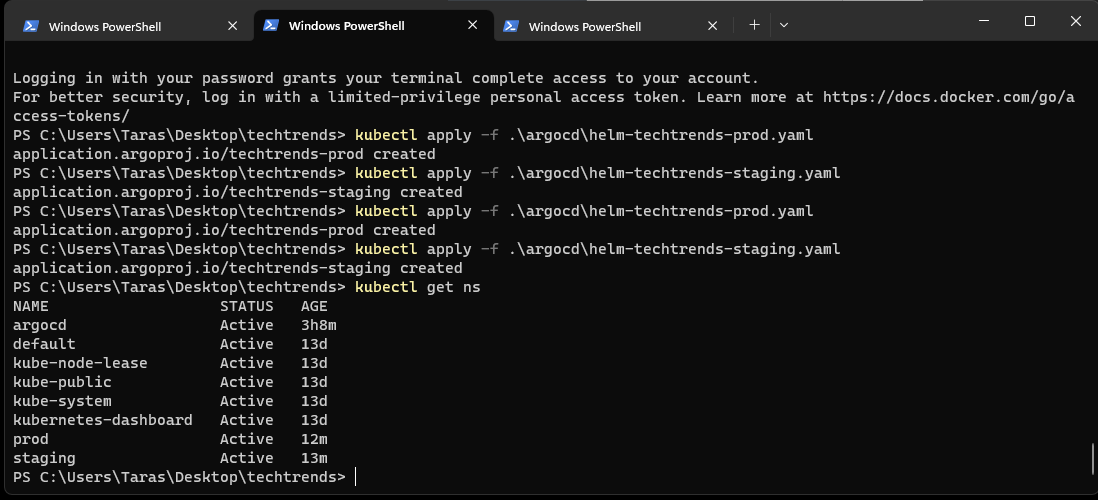 Windows PowerShell
Windows PowerShell
Windows PowerShell
Logging in with your password grants your terminal complete access to your account.
For better security, log in with a limited-privilege personal access token. Learn more at https://docs.docker.com/go/a
ccess-tokens/
PS C:\Users\Taras\Desktop\techtrends> kubectl apply -f .\argocd\helm-techtrends-prod.yaml
application.argoproj.io/techtrends-prod created
PS C:\Users\Taras\Desktop\techtrends> kubectl apply -f .\argocd\helm-techtrends-staging.yaml
application.argoproj.io/techtrends-staging created
PS C:\Users\Taras\Desktop\techtrends> kubectl apply -f .\argocd\helm-techtrends-prod.yaml
application.argoproj.io/techtrends-prod created
PS C:\Users\Taras\Desktop\techtrends> kubectl apply -f .\argocd\helm-techtrends-staging.yaml
application.argoproj.io/techtrends-staging created
PS C:\Users\Taras\Desktop\techtrends> kubectl get ns
NAME STATUS AGE
argocd Active 3h8m
default Active 13d
kube-node-lease Active 13d
kube-public Active 13d
kube-system Active 13d
kubernetes-dashboard Active 13d
prod Active 12m
staging Active 13m
PS C:\Users\Taras\Desktop\techtrends>